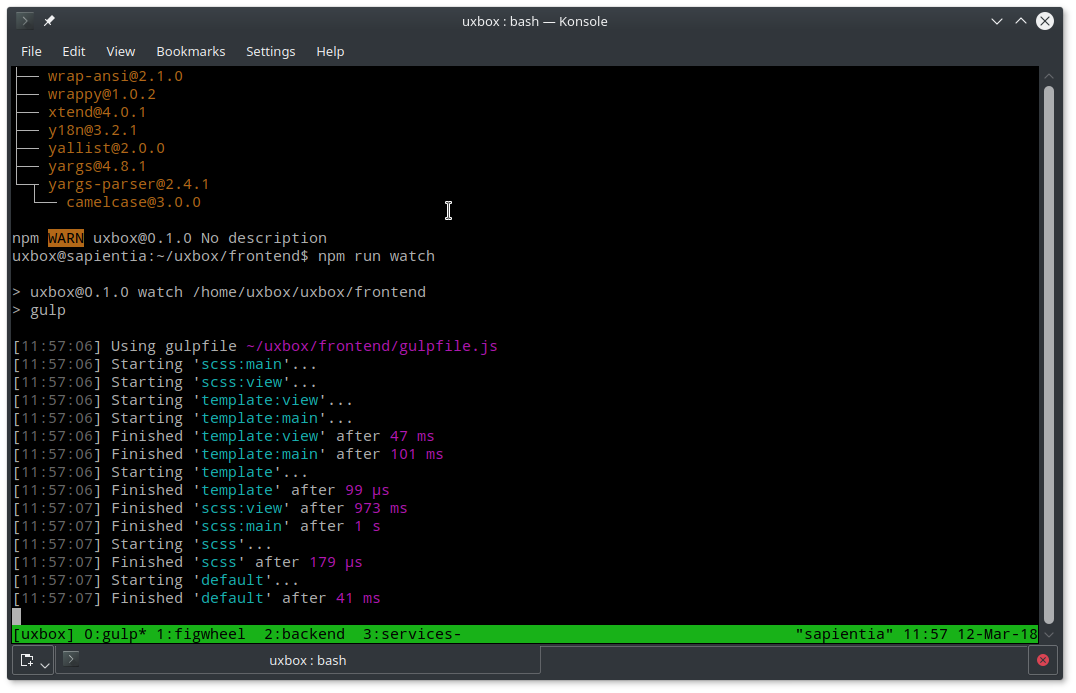 uxbox : bash — Konsole
File Edit View Bookmarks Settings Help
├── wrap-ansi@2.1.0
├── wrappy@1.0.2
├── xtend@4.0.1
├── y18n@3.2.1
├── yallist@2.0.0
├── yargs@4.8.1
└─┬ yargs-parser@2.4.1
  └── camelcase@3.0.0
npm WARN uxbox@0.1.0 No description
uxbox@sapientia:~/uxbox/frontend$ npm run watch
> uxbox@0.1.0 watch /home/uxbox/uxbox/frontend
> gulp
[11:57:06] Using gulpfile ~/uxbox/frontend/gulpfile.js
[11:57:06] Starting 'scss:main'...
[11:57:06] Starting 'scss:view'...
[11:57:06] Starting 'template:view'...
[11:57:06] Starting 'template:main'...
[11:57:06] Finished 'template:view' after 47 ms
[11:57:06] Finished 'template:main' after 101 ms
[11:57:06] Starting 'template'...
[11:57:06] Finished 'template' after 99 μs
[11:57:07] Finished 'scss:view' after 973 ms
[11:57:07] Finished 'scss:main' after 1 s
[11:57:07] Starting 'scss'...
[11:57:07] Finished 'scss' after 179 μs
[11:57:07] Starting 'default'...
[11:57:07] Finished 'default' after 41 ms
[uxbox] 0:gulp* 1:figwheel  2:backend  3:services- "sapientia" 11:57 12-Mar-18
uxbox : bash